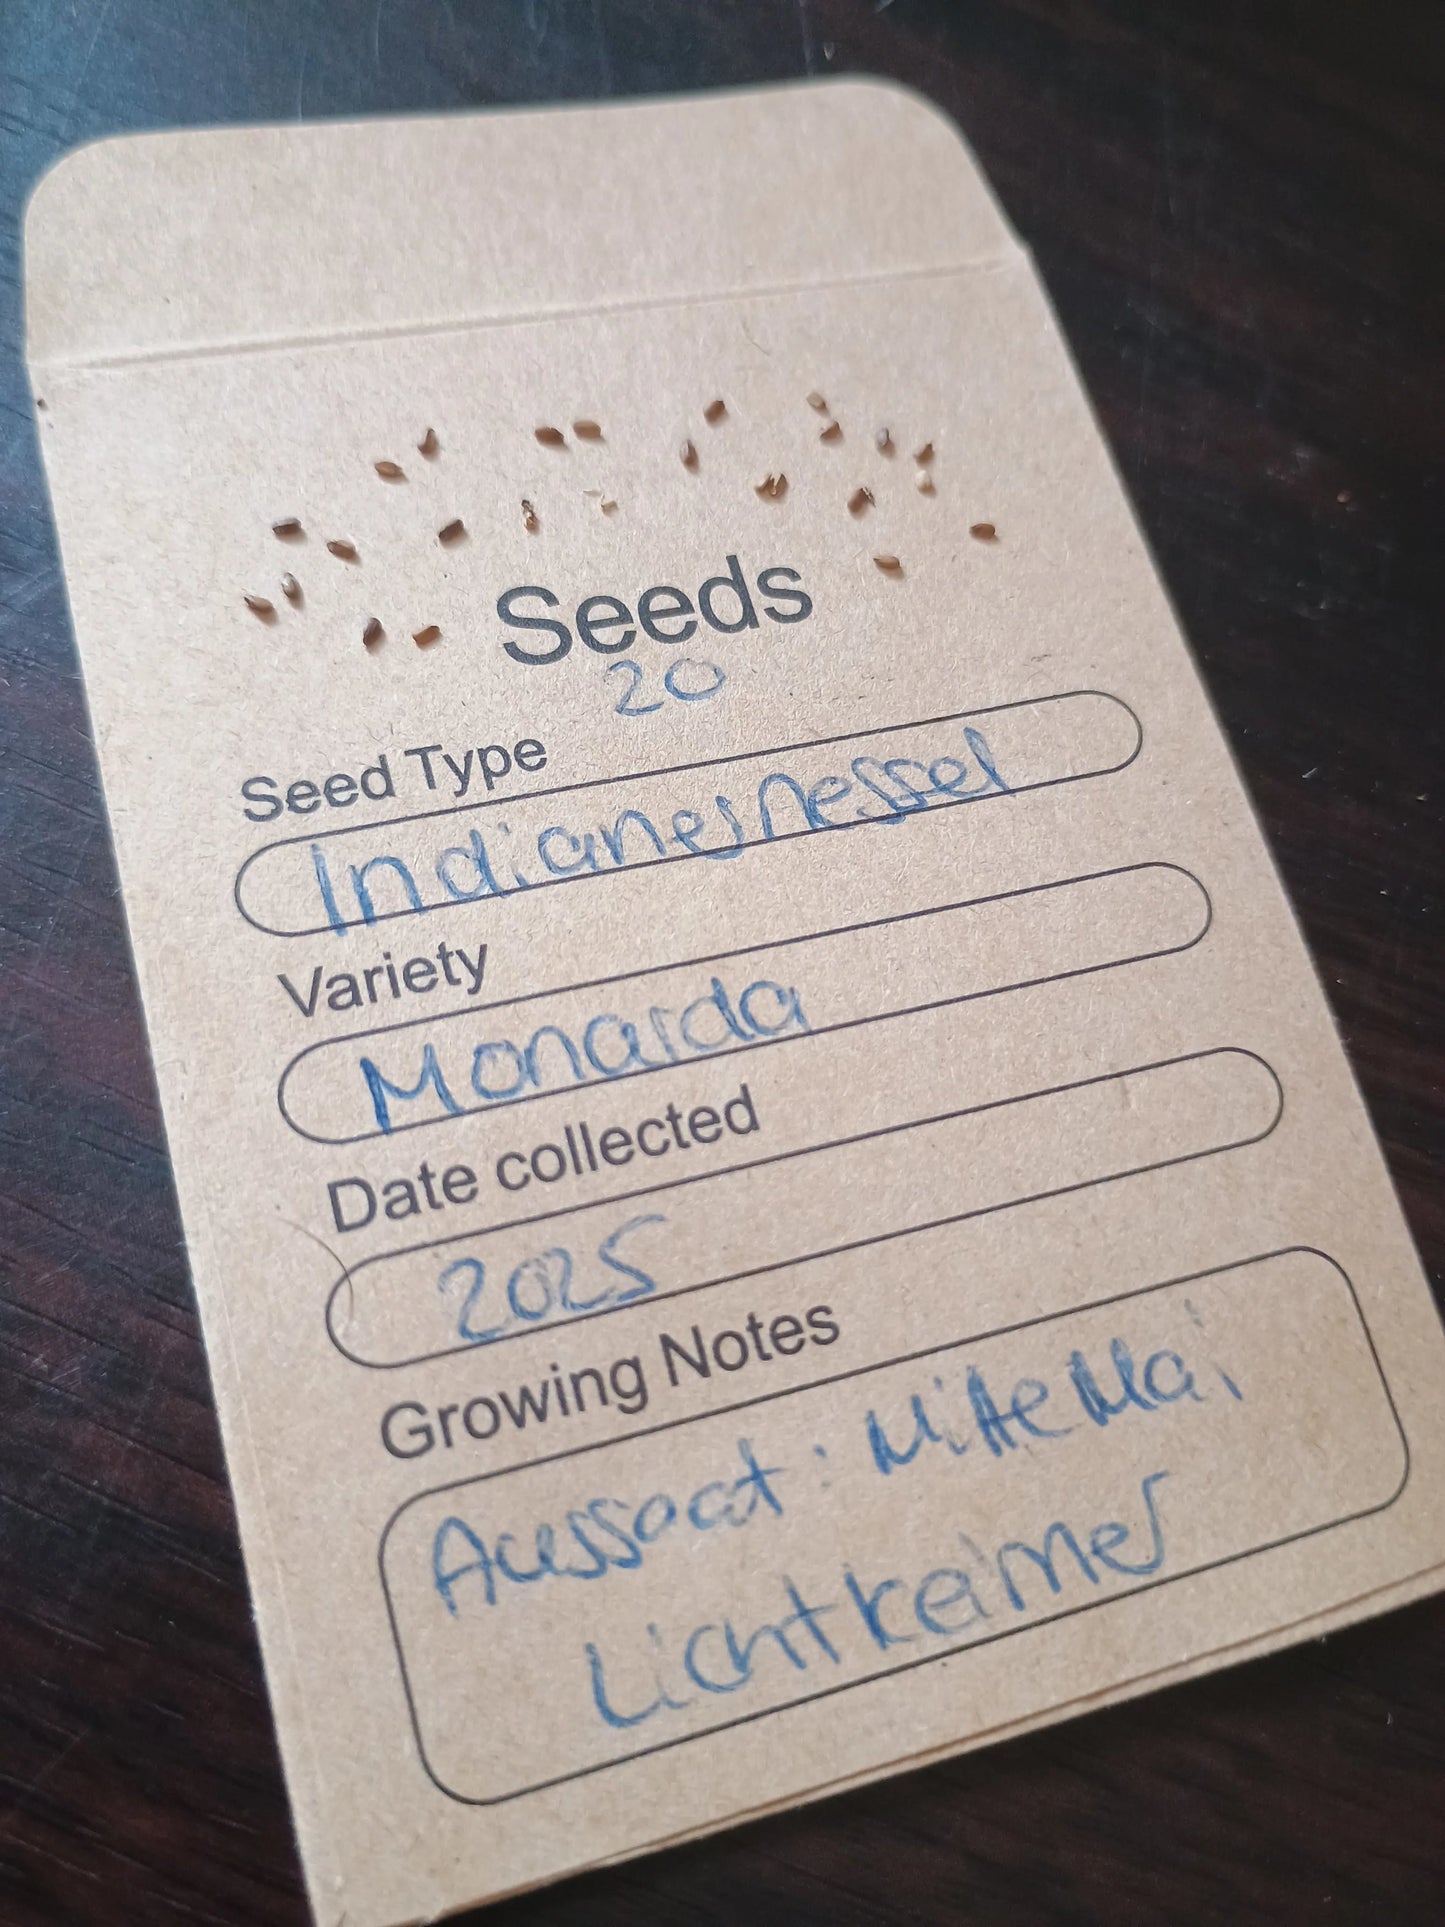 Seeds
20
Seed Type
Indianernessel
Variety
Monarda
Date collected
2025
Growing Notes
Aussaat: Mitte Mai
Lichtkeimer